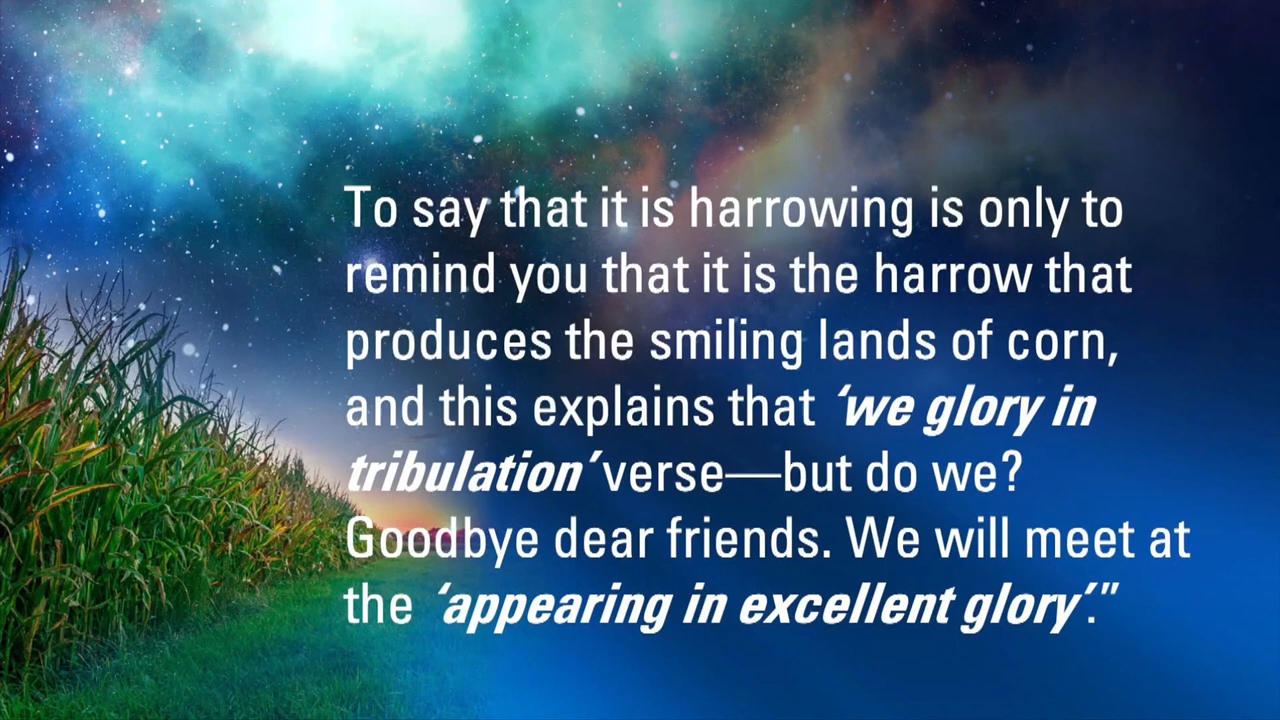 To say that it is harrowing is only to
remind you that it is the harrow that
produces the smiling lands of corn,
and this explains that ‘we glory in
tribulation’ verse—but do we?
Goodbye dear friends. We will meet at
the ‘appearing in excellent glory’."